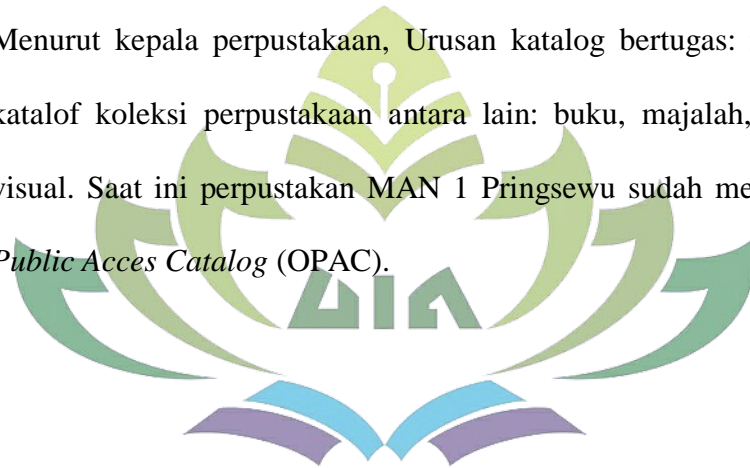 Menurut kepala perpustakaan, Urusan katalog bertugas:
katalof koleksi perpustakaan antara lain: buku, majalah,
visual. Saat ini perpustakan MAN 1 Pringsewu sudah me
Public Acces Catalog (OPAC).
UIN